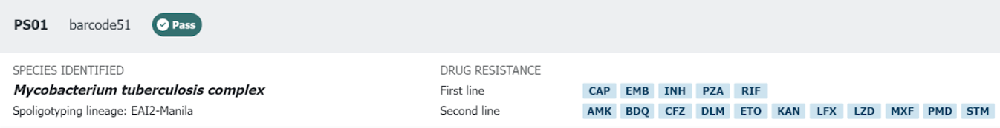 PS01 barcode51 Pass
SPECIES IDENTIFIED
Mycobacterium tuberculosis complex
Spoligotyping lineage: EAI2-Manila
DRUG RESISTANCE
First line CAP EMB INH PZA RIF
Second line AMK BDQ CFZ DLM ETO KAN LFX LZD MXF PMD STM